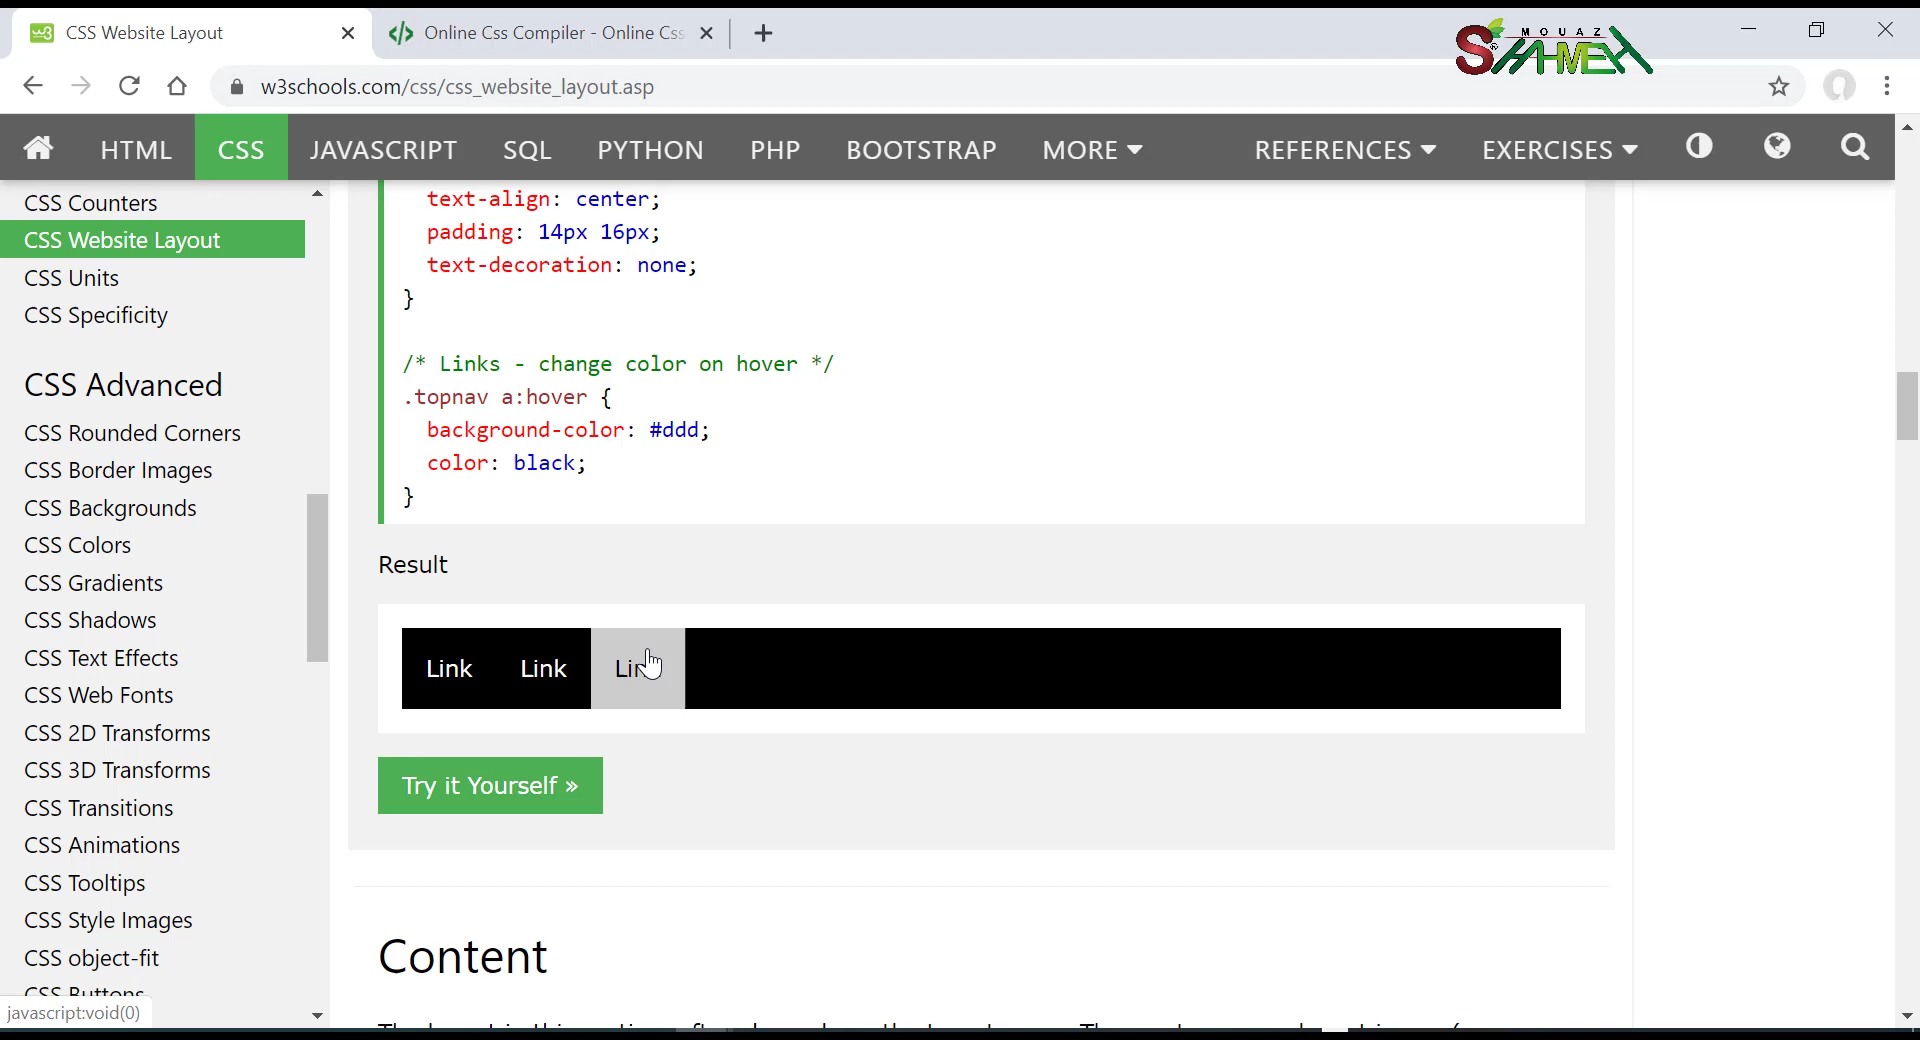 CSS Website Layout
Online Css Compiler - Online Css
MOUAZ
SHAHMEH
w3schools.com/css/css_website_layout.asp
HTML CSS JAVASCRIPT SQL PYTHON PHP BOOTSTRAP MORE REFERENCES EXERCISES
CSS Counters
CSS Website Layout
CSS Units
CSS Specificity
CSS Advanced
CSS Rounded Corners
CSS Border Images
CSS Backgrounds
CSS Colors
CSS Gradients
CSS Shadows
CSS Text Effects
CSS Web Fonts
CSS 2D Transforms
CSS 3D Transforms
CSS Transitions
CSS Animations
CSS Tooltips
CSS Style Images
CSS object-fit
CSS Buttons
javascript:void(0)
text-align: center;
padding: 14px 16px;
text-decoration: none;
}
/* Links - change color on hover */
.topnav a:hover {
background-color: #ddd;
color: black;
}
Result
Link Link Link
Try it Yourself »
Content